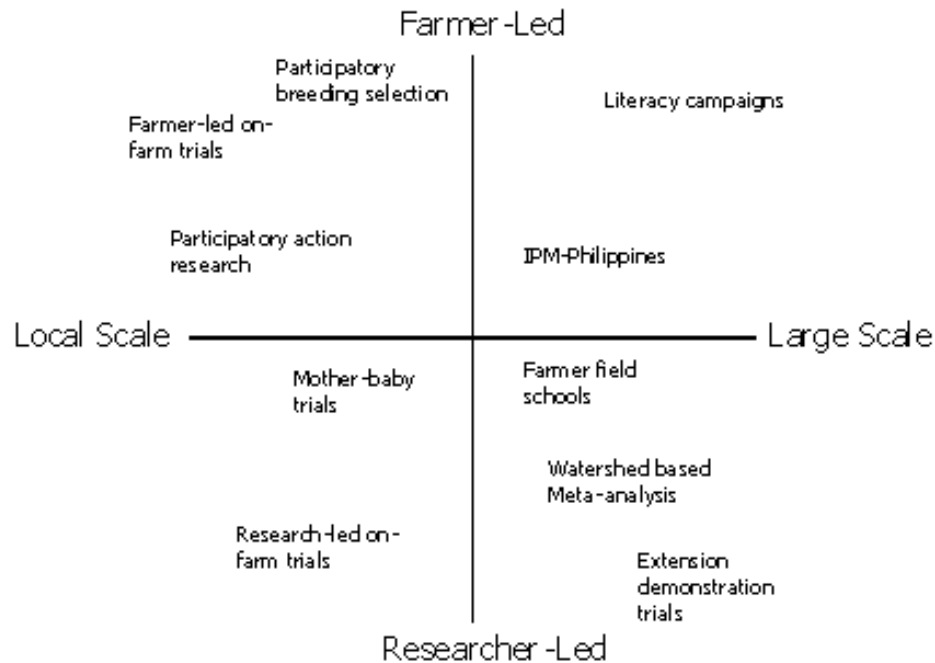 Farmer-Led
Participatory
breeding selection
Literacy campaigns
Farmer-led on-
farm trials
Participatory action
research
IPM-Philippines
Local Scale
Large Scale
Mother-baby
trials
Farmer field
schools
Watershed based
Meta-analysis
Research-led on-
farm trials
Extension
demonstration
trials
Researcher-Led